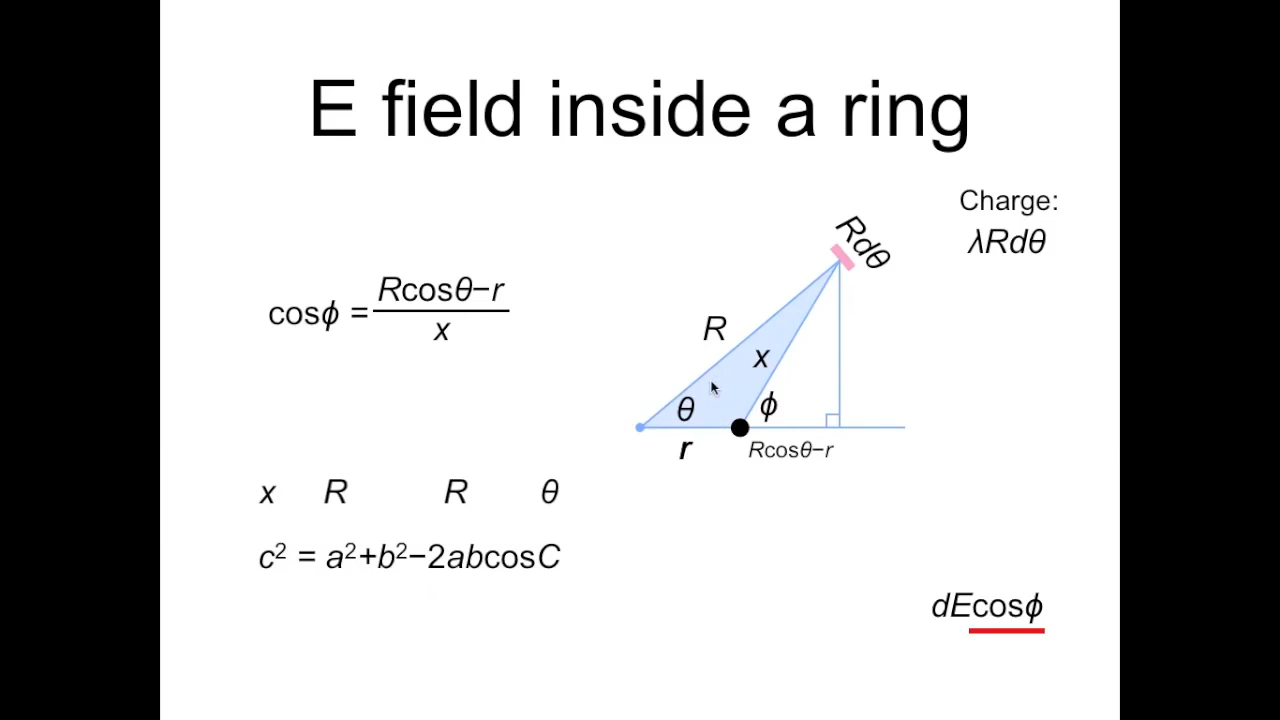 E field inside a ring
Charge:
λRdθ
Rdθ
cosϕ = Rcosθ−r
x
R
x
θ
ϕ
r
Rcosθ−r
x R R θ
c² = a²+b²−2abcosC
dEcosϕ